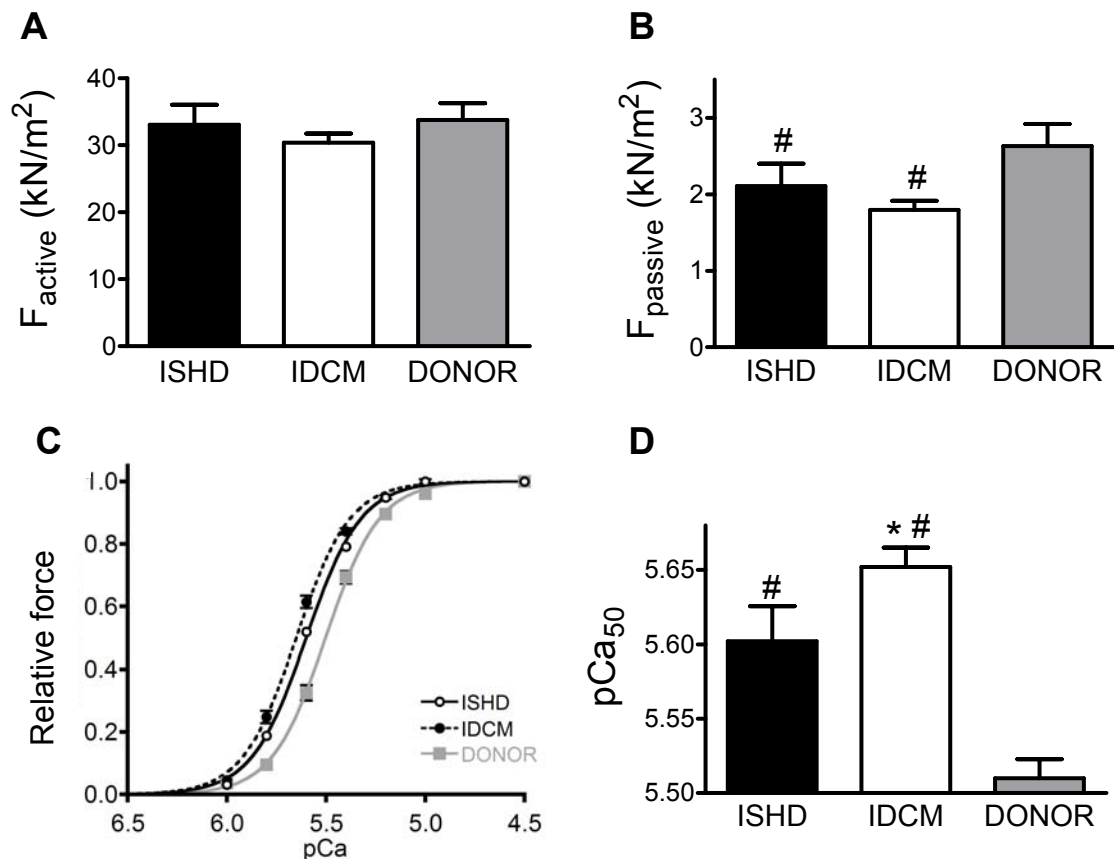 A
F_active (kN/m²)
40
30
20
10
0
ISHD IDCM DONOR
B
F_passive (kN/m²)
3
2
1
0
# #
ISHD IDCM DONOR
C
Relative force
1.0
0.8
0.6
0.4
0.2
0.0
6.5 6.0 5.5 5.0 4.5
pCa
ISHD
IDCM
DONOR
D
pCa₅₀
5.65
5.60
5.55
5.50
# * #
ISHD IDCM DONOR